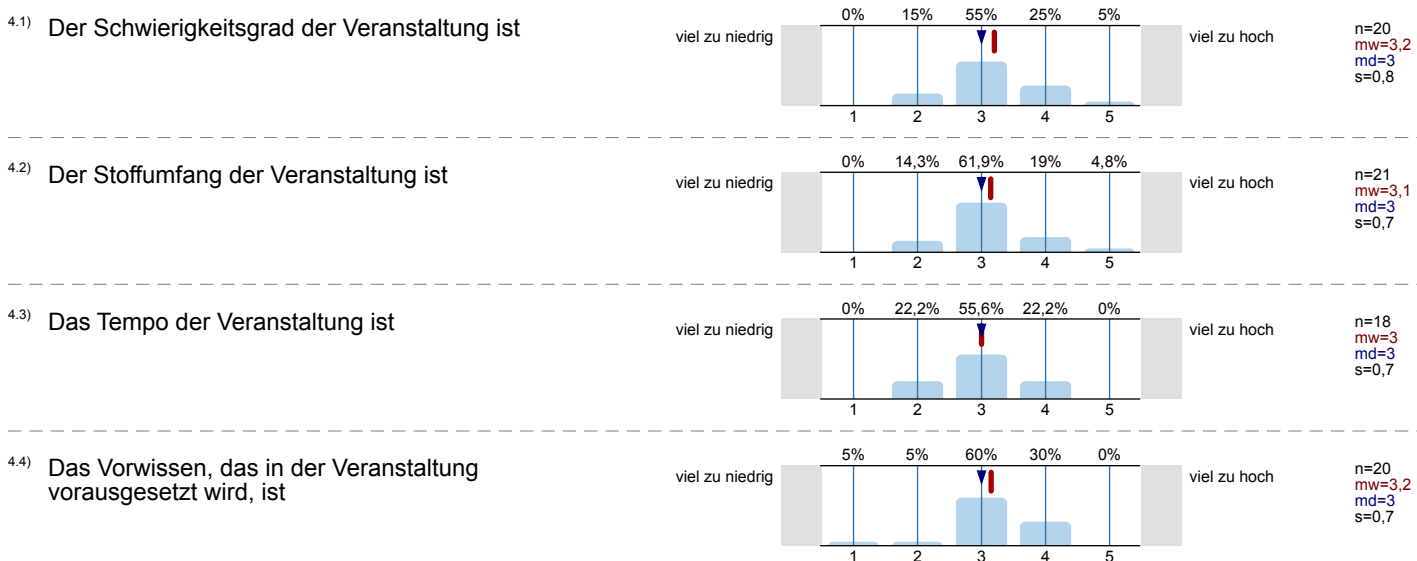 0% 15% 55% 25% 5%
4.1) Der Schwierigkeitsgrad der Veranstaltung ist
viel zu niedrig
viel zu hoch
n=20
mw=3,2
md=3
s=0,8
1 2 3 4 5
0% 14,3% 61,9% 19% 4,8%
4.2) Der Stoffumfang der Veranstaltung ist
viel zu niedrig
viel zu hoch
n=21
mw=3,1
md=3
s=0,7
1 2 3 4 5
0% 22,2% 55,6% 22,2% 0%
4.3) Das Tempo der Veranstaltung ist
viel zu niedrig
viel zu hoch
n=18
mw=3
md=3
s=0,7
1 2 3 4 5
5% 5% 60% 30% 0%
4.4) Das Vorwissen, das in der Veranstaltung
vorausgesetzt wird, ist
viel zu niedrig
viel zu hoch
n=20
mw=3,2
md=3
s=0,7
1 2 3 4 5